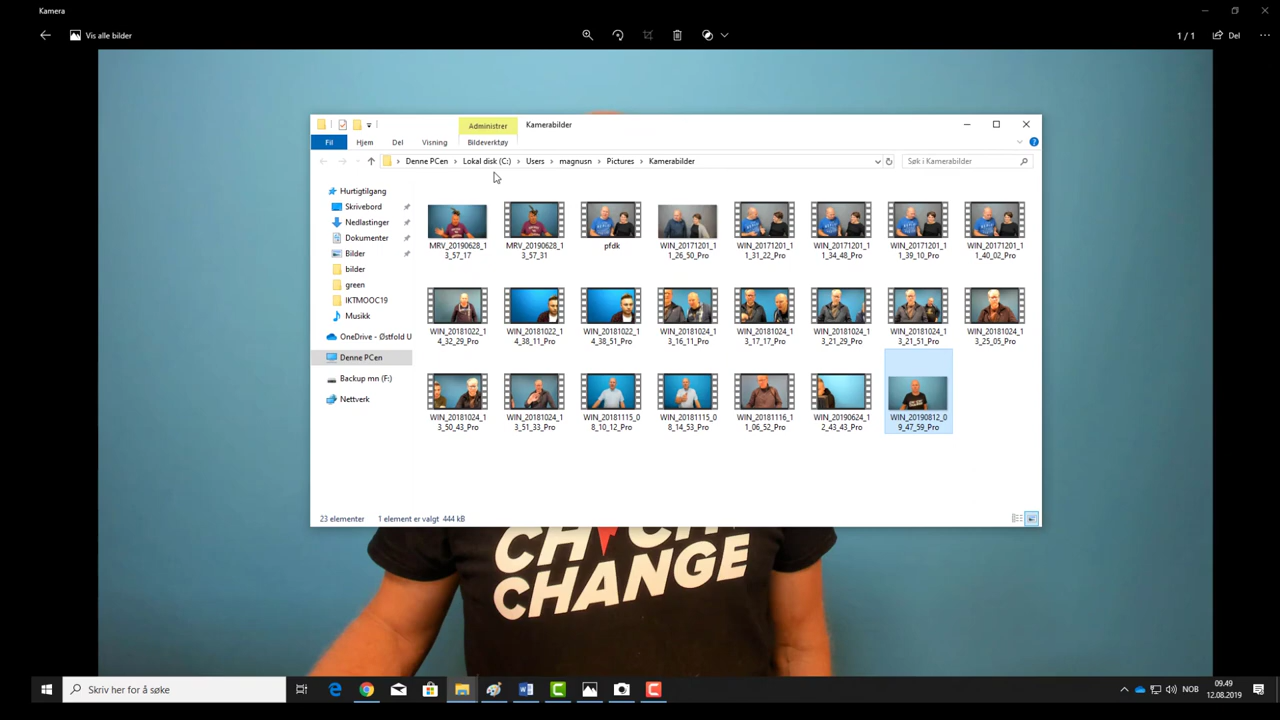 Kamera
Vis alle bilder
1 / 1
Del
Administrer
Kamerabilder
Fil
Hjem
Del
Visning
Bildeverktøy
Denne PCen
Lokal disk (C:)
Users
magnusn
Pictures
Kamerabilder
Søk i Kamerabilder
Hurtigtilgang
Skrivebord
Nedlastinger
Dokumenter
Bilder
bilder
green
IKTMOOC19
Musikk
OneDrive - Østfold U
Denne PCen
Backup mn (F:)
Nettverk
MRV_20190628_1
3_57_17
MRV_20190628_1
3_57_31
pfdk
WIN_20171201_1
1_26_50_Pro
WIN_20171201_1
1_31_22_Pro
WIN_20171201_1
1_34_48_Pro
WIN_20171201_1
1_39_10_Pro
WIN_20171201_1
1_40_02_Pro
WIN_20181022_1
4_32_29_Pro
WIN_20181022_1
4_38_11_Pro
WIN_20181022_1
4_38_51_Pro
WIN_20181024_1
3_16_11_Pro
WIN_20181024_1
3_17_17_Pro
WIN_20181024_1
3_21_29_Pro
WIN_20181024_1
3_21_51_Pro
WIN_20181024_1
3_25_05_Pro
WIN_20181024_1
3_50_43_Pro
WIN_20181024_1
3_51_33_Pro
WIN_20181115_0
8_10_12_Pro
WIN_20181115_0
8_14_53_Pro
WIN_20181116_1
1_06_52_Pro
WIN_20190624_1
2_43_43_Pro
WIN_20190812_0
9_47_59_Pro
23 elementer
1 element er valgt 444 kB
CHANGE
Skriv her for å søke
NOB
09.49
12.08.2019